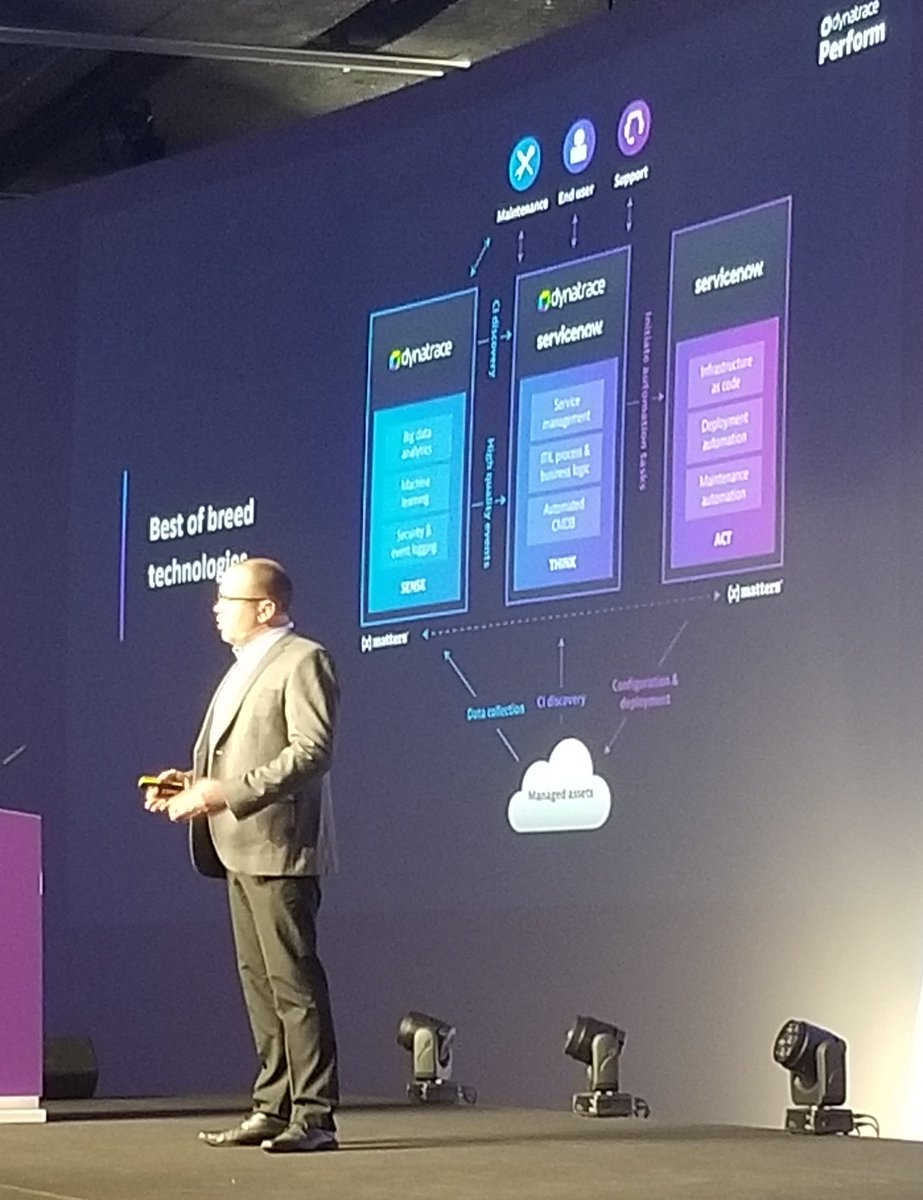 dynatrace
Perform
Maintenance
End user
Support
Best of breed
technologies
dynatrace
Big data
analytics
Machine
learning
Security &
event logging
SENSE
CI discovery
High quality events
dynatrace
servicenow
Service
management
ITIL process &
business logic
Automated
CMDB
THINK
Initiate automation tasks
servicenow
Infrastructure
as code
Deployment
automation
Maintenance
automation
ACT
(x) matters
(x) matters
Data collection
CI discovery
Configuration &
deployment
Managed assets